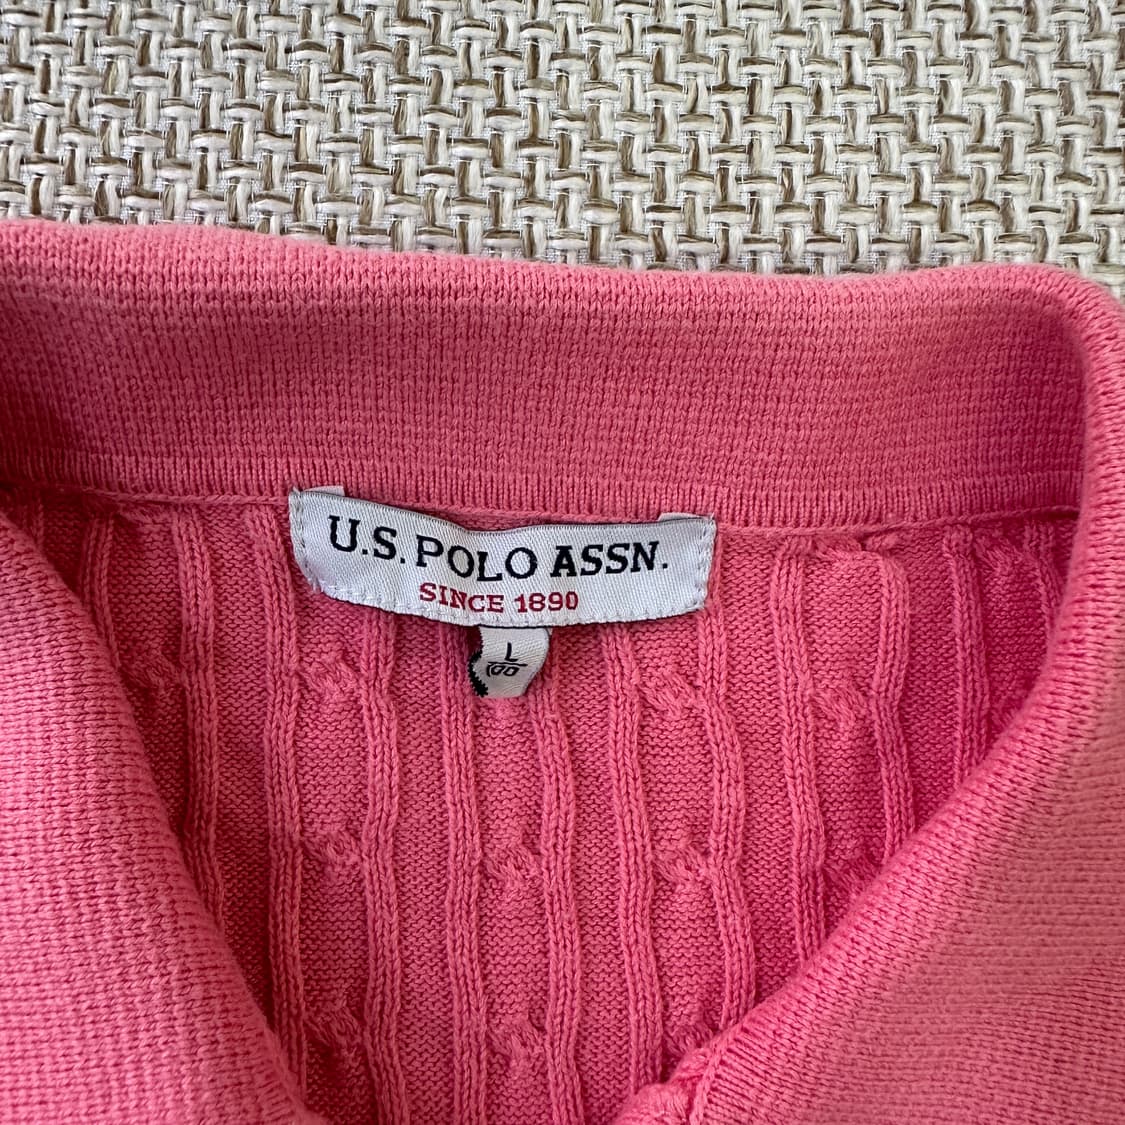 U.S. POLO ASSN.
SINCE 1890
L